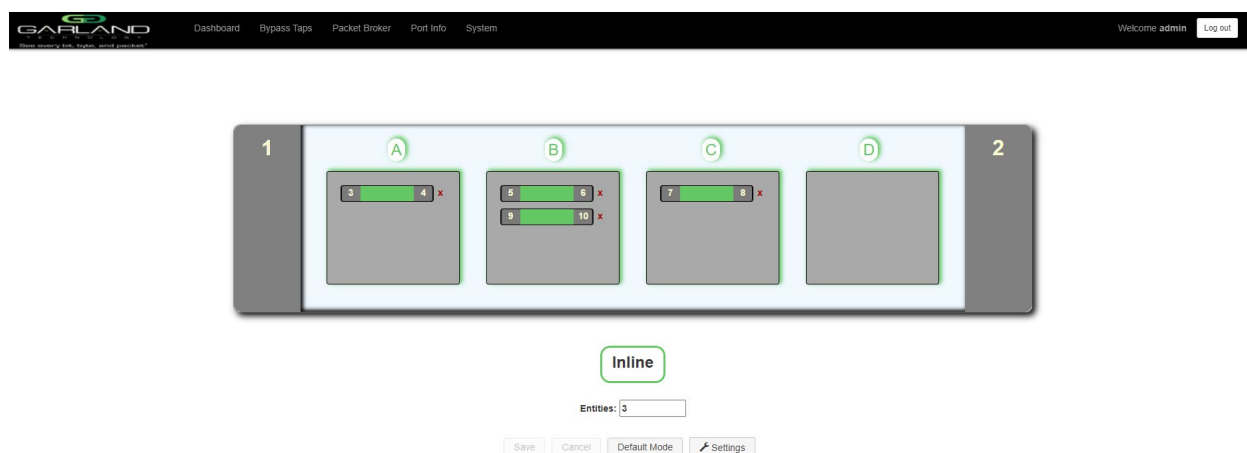 GARLAND
TECHNOLOGY
See every bit, byte, and packet®
Dashboard Bypass Taps Packet Broker Port Info System
Welcome admin Log out
1 A B C D 2
3 4 x 5 6 x 7 8 x
9 10 x
Inline
Entities: 3
Save Cancel Default Mode Settings